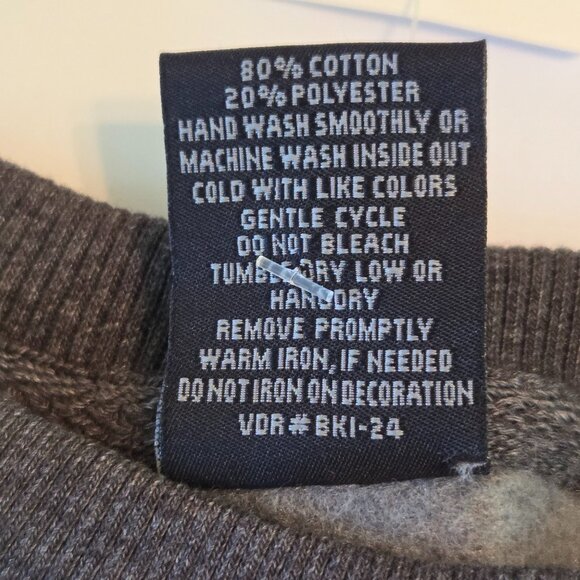 80% COTTON
20% POLYESTER
HAND WASH SMOOTHLY OR
MACHINE WASH INSIDE OUT
COLD WITH LIKE COLORS
GENTLE CYCLE
DO NOT BLEACH
TUMBLE DRY LOW OR
HANG DRY
REMOVE PROMPTLY
WARM IRON, IF NEEDED
DO NOT IRON ON DECORATION
VDR#BKI-24